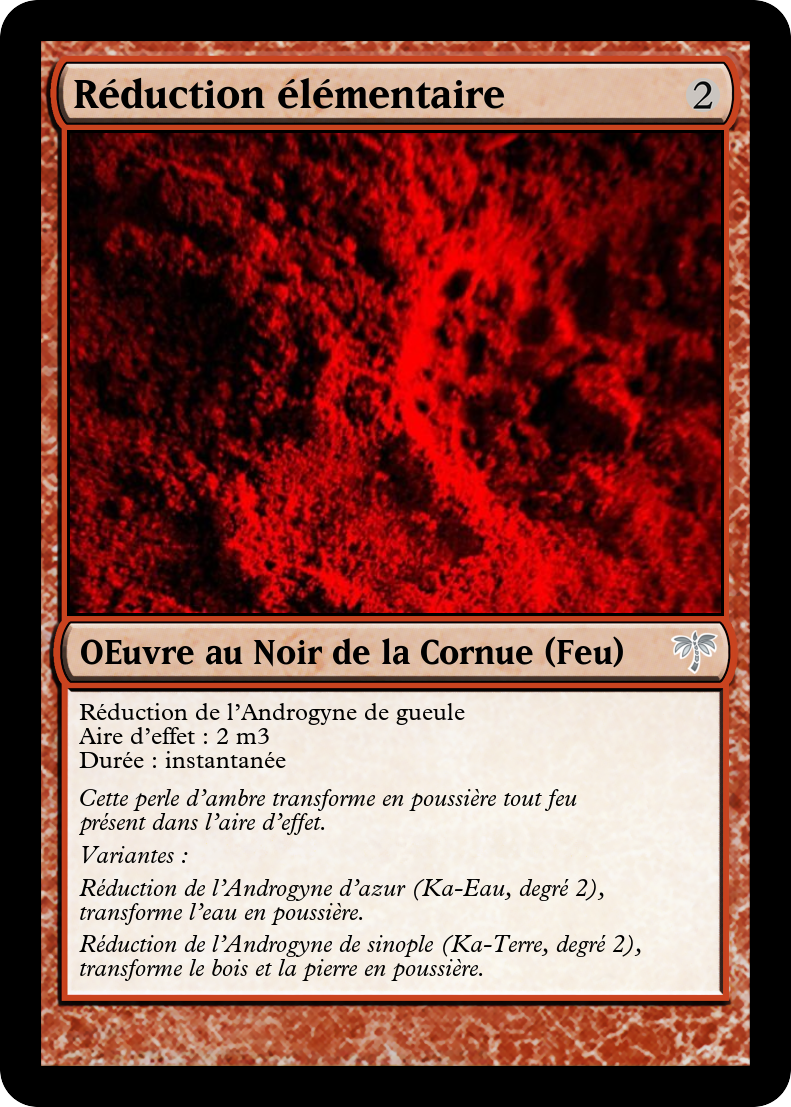 Réduction élémentaire
2
OEuvre au Noir de la Cornue (Feu)
Réduction de l'Androgyne de gueule
Aire d'effet : 2 m3
Durée : instantanée
Cette perle d'ambre transforme en poussière tout feu
présent dans l'aire d'effet.
Variantes :
Réduction de l'Androgyne d'azur (Ka-Eau, degré 2),
transforme l'eau en poussière.
Réduction de l'Androgyne de sinople (Ka-Terre, degré 2),
transforme le bois et la pierre en poussière.